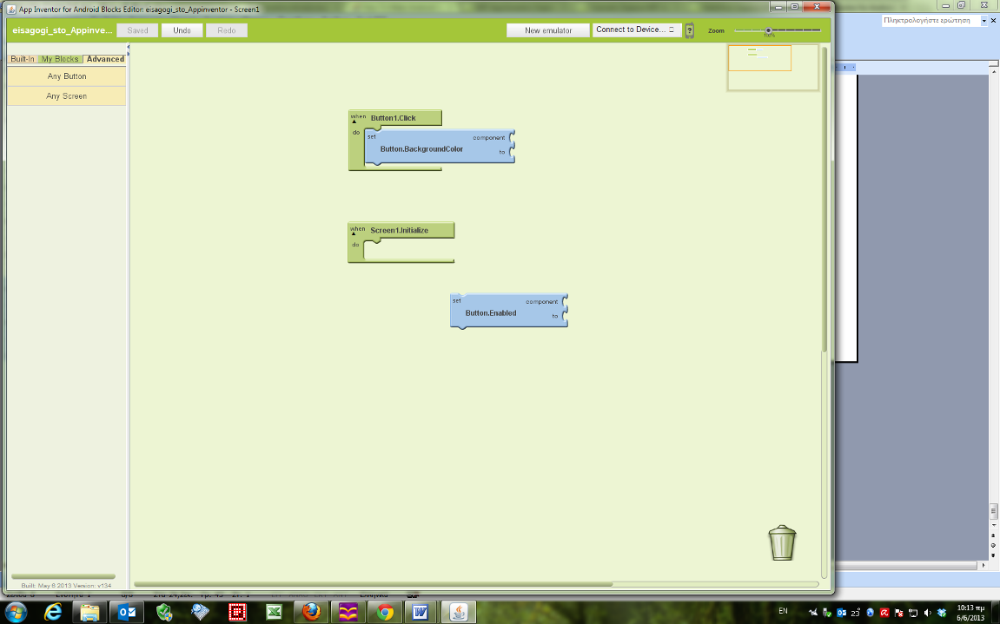 App Inventor for Android Blocks Editor: eisagogi_sto_Appinventor - Screen1
Πληκτρολογήστε ερώτηση
eisagogi_sto_Appinve...
Saved
Undo
Redo
New emulator
Connect to Device...
?
Zoom
100%
Built-In
My Blocks
Advanced
Any Button
Any Screen
when
Button1.Click
do
set
component
Button.BackgroundColor
to
when
Screen1.Initialize
do
set
component
Button.Enabled
to
Built: May 6 2013 Version: v134
EN
10:13 πμ
6/6/2013